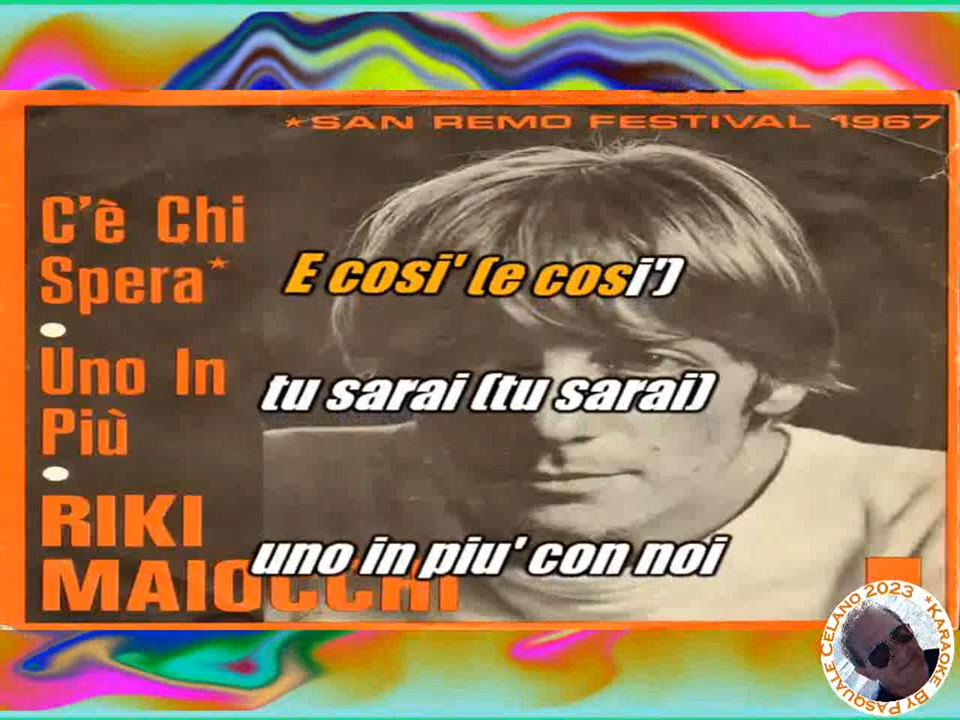 *SAN REMO FESTIVAL 1967
C'è Chi
Spera*
Uno In
Più
RIKI
MAIOCCHI
E cosi' (e cosi')
tu sarai (tu sarai)
uno in piu' con noi
*KARAOKE BY PASQUALE CELANO 2023